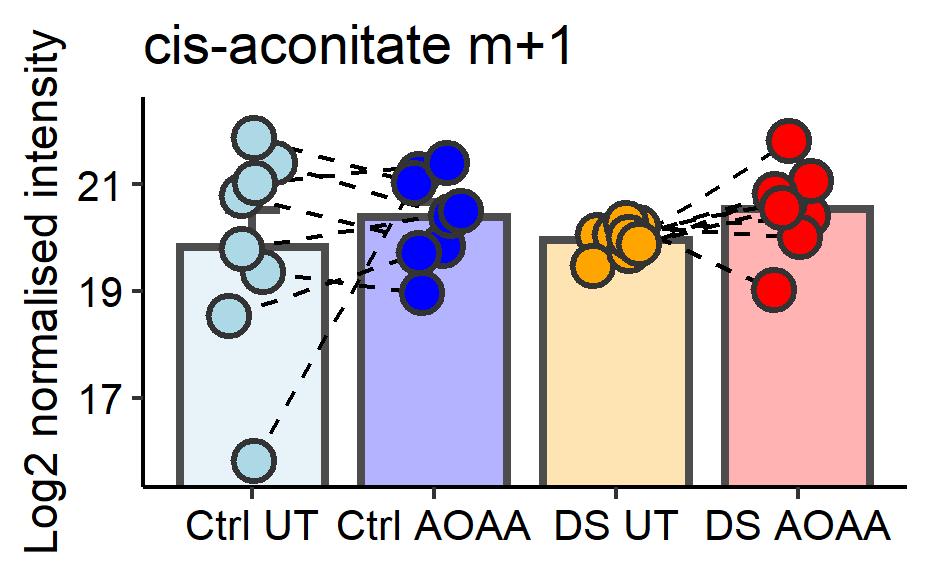 cis-aconitate m+1
Log2 normalised intensity
21
19
17
Ctrl UT
Ctrl AOAA
DS UT
DS AOAA